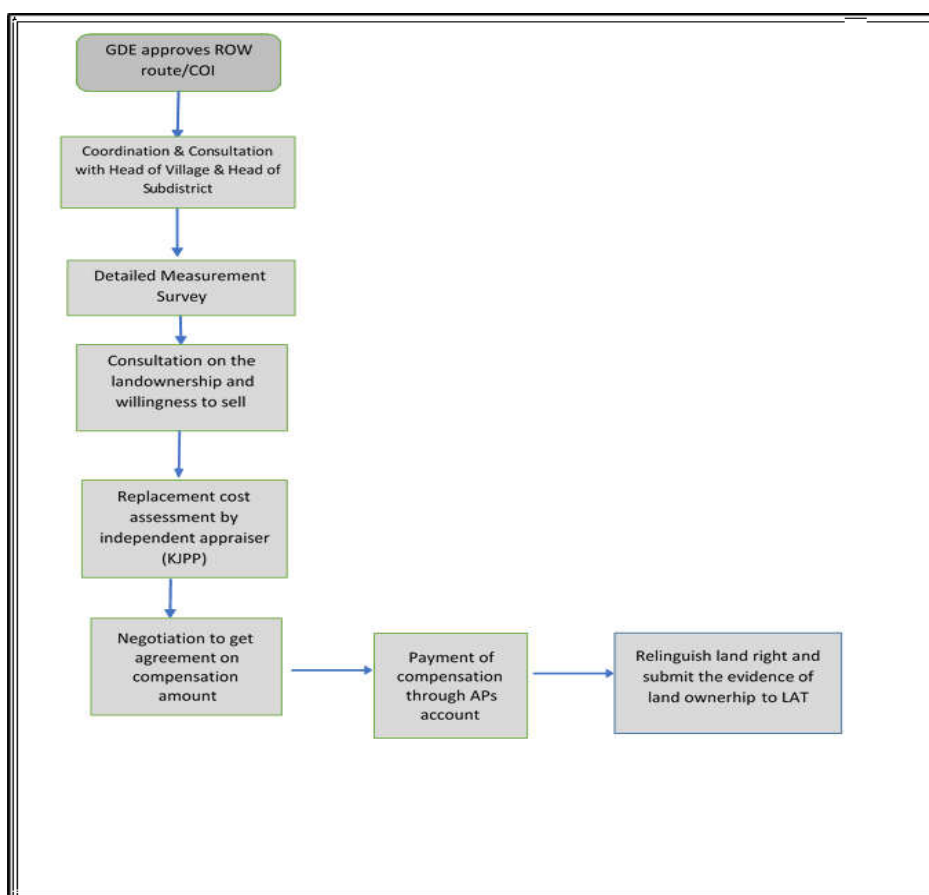 GDE approves ROW
route/COI
Coordination & Consultation
with Head of Village & Head of
Subdistrict
Detailed Measurement
Survey
Consultation on the
landownership and
willingness to sell
Replacement cost
assessment by
independent appraiser
(KJPP)
Negotiation to get
agreement on
compensation
amount
Payment of
compensation
through APs
account
Relinguish land right and
submit the evidence of
land ownerhip to LAT